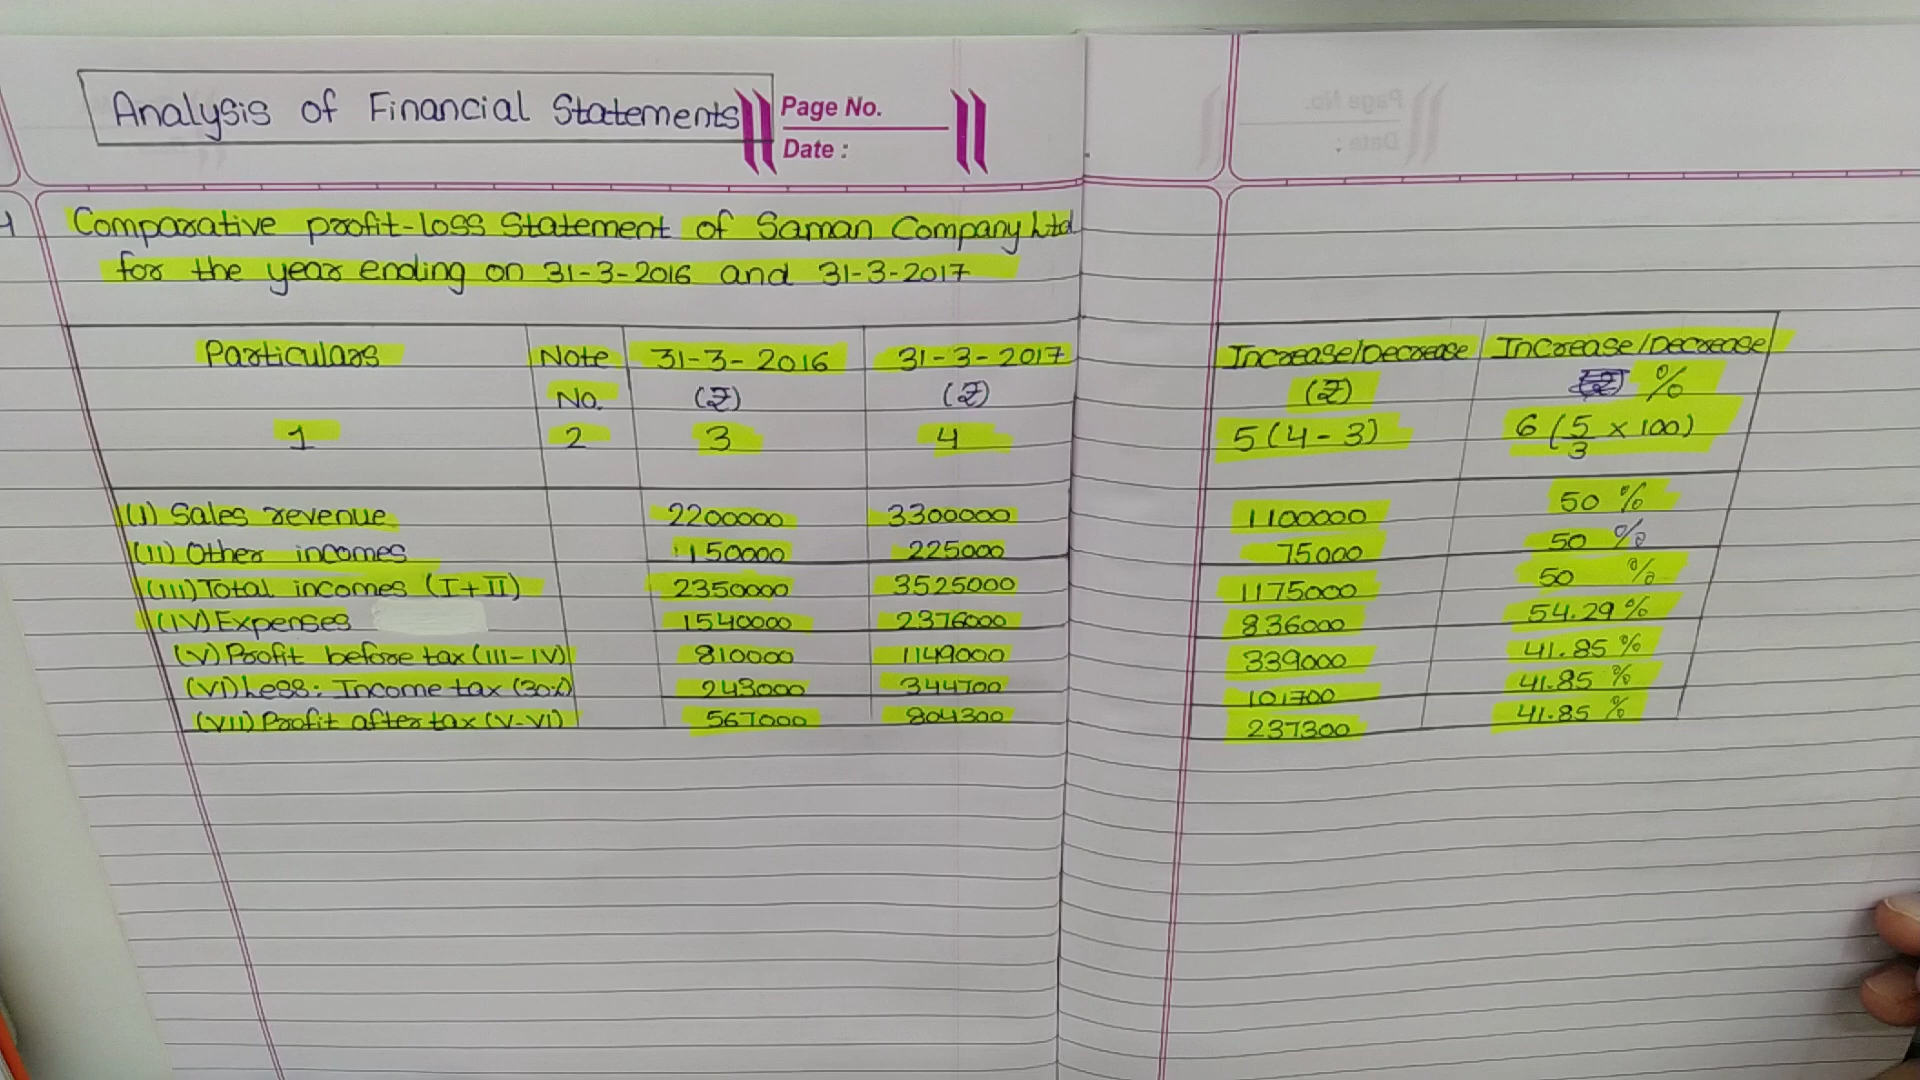 Analysis of Financial Statements
Page No.
Date :
Comparative profit-loss Statement of Saman Company Ltd
for the year ending on 31-3-2016 and 31-3-2017
Particulars Note 31-3-2016 31-3-2017 Increase/Decrease Increase/Decrease
No. (₹) (₹) (₹) %
1 2 3 4 5 (4-3) 6 (5/3 × 100)
(I) Sales revenue 2200000 3300000 1100000 50 %
(II) Other incomes 150000 225000 75000 50 %
(III) Total incomes (I+II) 2350000 3525000 1175000 50 %
(IV) Expenses 1540000 2376000 836000 54.29 %
(V) Profit before tax (III-IV) 810000 1149000 339000 41.85 %
(VI) Less: Income tax (30%) 243000 344700 101700 41.85 %
(VII) Profit after tax (V-VI) 567000 804300 237300 41.85 %